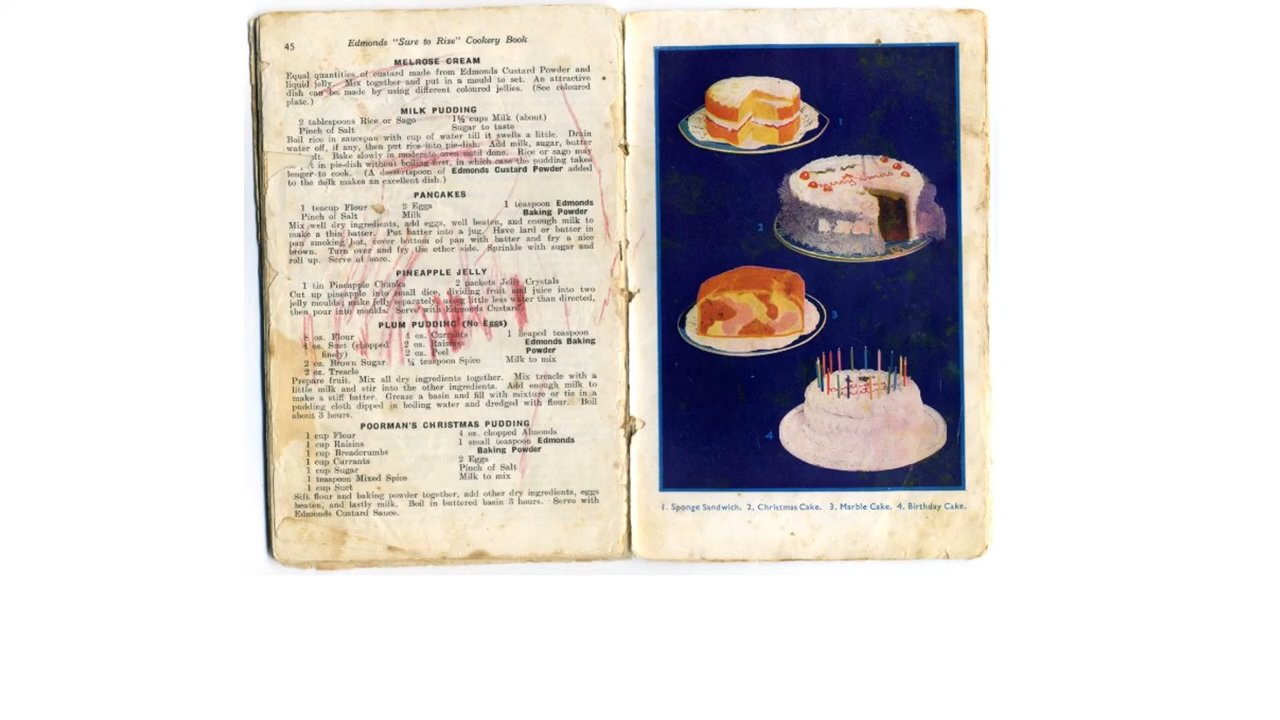 45
Edmonds "Sure to Rise" Cookery Book
MELROSE CREAM
Equal quantities of custard made from Edmonds Custard Powder and
liquid jelly. Mix together and put in a mould to set. An attractive
dish can be made by using different coloured jellies. (See coloured
plate.)
MILK PUDDING
2 tablespoons Rice or Sago 1½ cups Milk (about)
Pinch of Salt Sugar to taste
Boil rice in saucepan with cup of water till it swells a little. Drain
water off, if any, then put rice into pie-dish. Add milk, sugar, butter
Bake slowly in moderate oven until done. Rice or sago may
in pie-dish without boiling first, in which case the pudding takes
longer to cook. (A dessertspoon of Edmonds Custard Powder added
to the milk makes an excellent dish.)
PANCAKES
1 teacup Flour 2 Eggs 1 teaspoon Edmonds
Pinch of Salt Milk Baking Powder
Mix well dry ingredients, add eggs, well beaten, and enough milk to
make a thin batter. Put batter into a jug. Have lard or butter in
pan smoking hot, cover bottom of pan with batter and fry a nice
brown. Turn over and fry the other side. Sprinkle with sugar and
roll up. Serve at once.
PINEAPPLE JELLY
1 tin Pineapple Chunks 2 packets Jelly Crystals
Cut up pineapple into small dice, dividing fruit and juice into two
jelly moulds; make jelly separately, using little less water than directed,
then pour into moulds. Serve with Edmonds Custard.
PLUM PUDDING (No Eggs)
8 oz. Flour 4 oz. Currants 1 heaped teaspoon
4 oz. Suet (chopped 2 oz. Raisins Edmonds Baking
finely) 2 oz. Peel Powder
2 oz. Brown Sugar ¼ teaspoon Spice Milk to mix
2 oz. Treacle
Prepare fruit. Mix all dry ingredients together. Mix treacle with a
little milk and stir into the other ingredients. Add enough milk to
make a stiff batter. Grease a basin and fill with mixture or tie in a
pudding cloth dipped in boiling water and dredged with flour. Boil
about 3 hours.
POORMAN'S CHRISTMAS PUDDING
1 cup Flour 4 oz. chopped Almonds
1 cup Raisins 1 small teaspoon Edmonds
1 cup Breadcrumbs Baking Powder
1 cup Currants 2 Eggs
1 cup Sugar Pinch of Salt
1 teaspoon Mixed Spice Milk to mix
1 cup Suet
Sift flour and baking powder together, add other dry ingredients, eggs
beaten, and lastly milk. Boil in buttered basin 3 hours. Serve with
Edmonds Custard Sauce.
1
2
3
4
1. Sponge Sandwich. 2, Christmas Cake. 3, Marble Cake. 4. Birthday Cake.